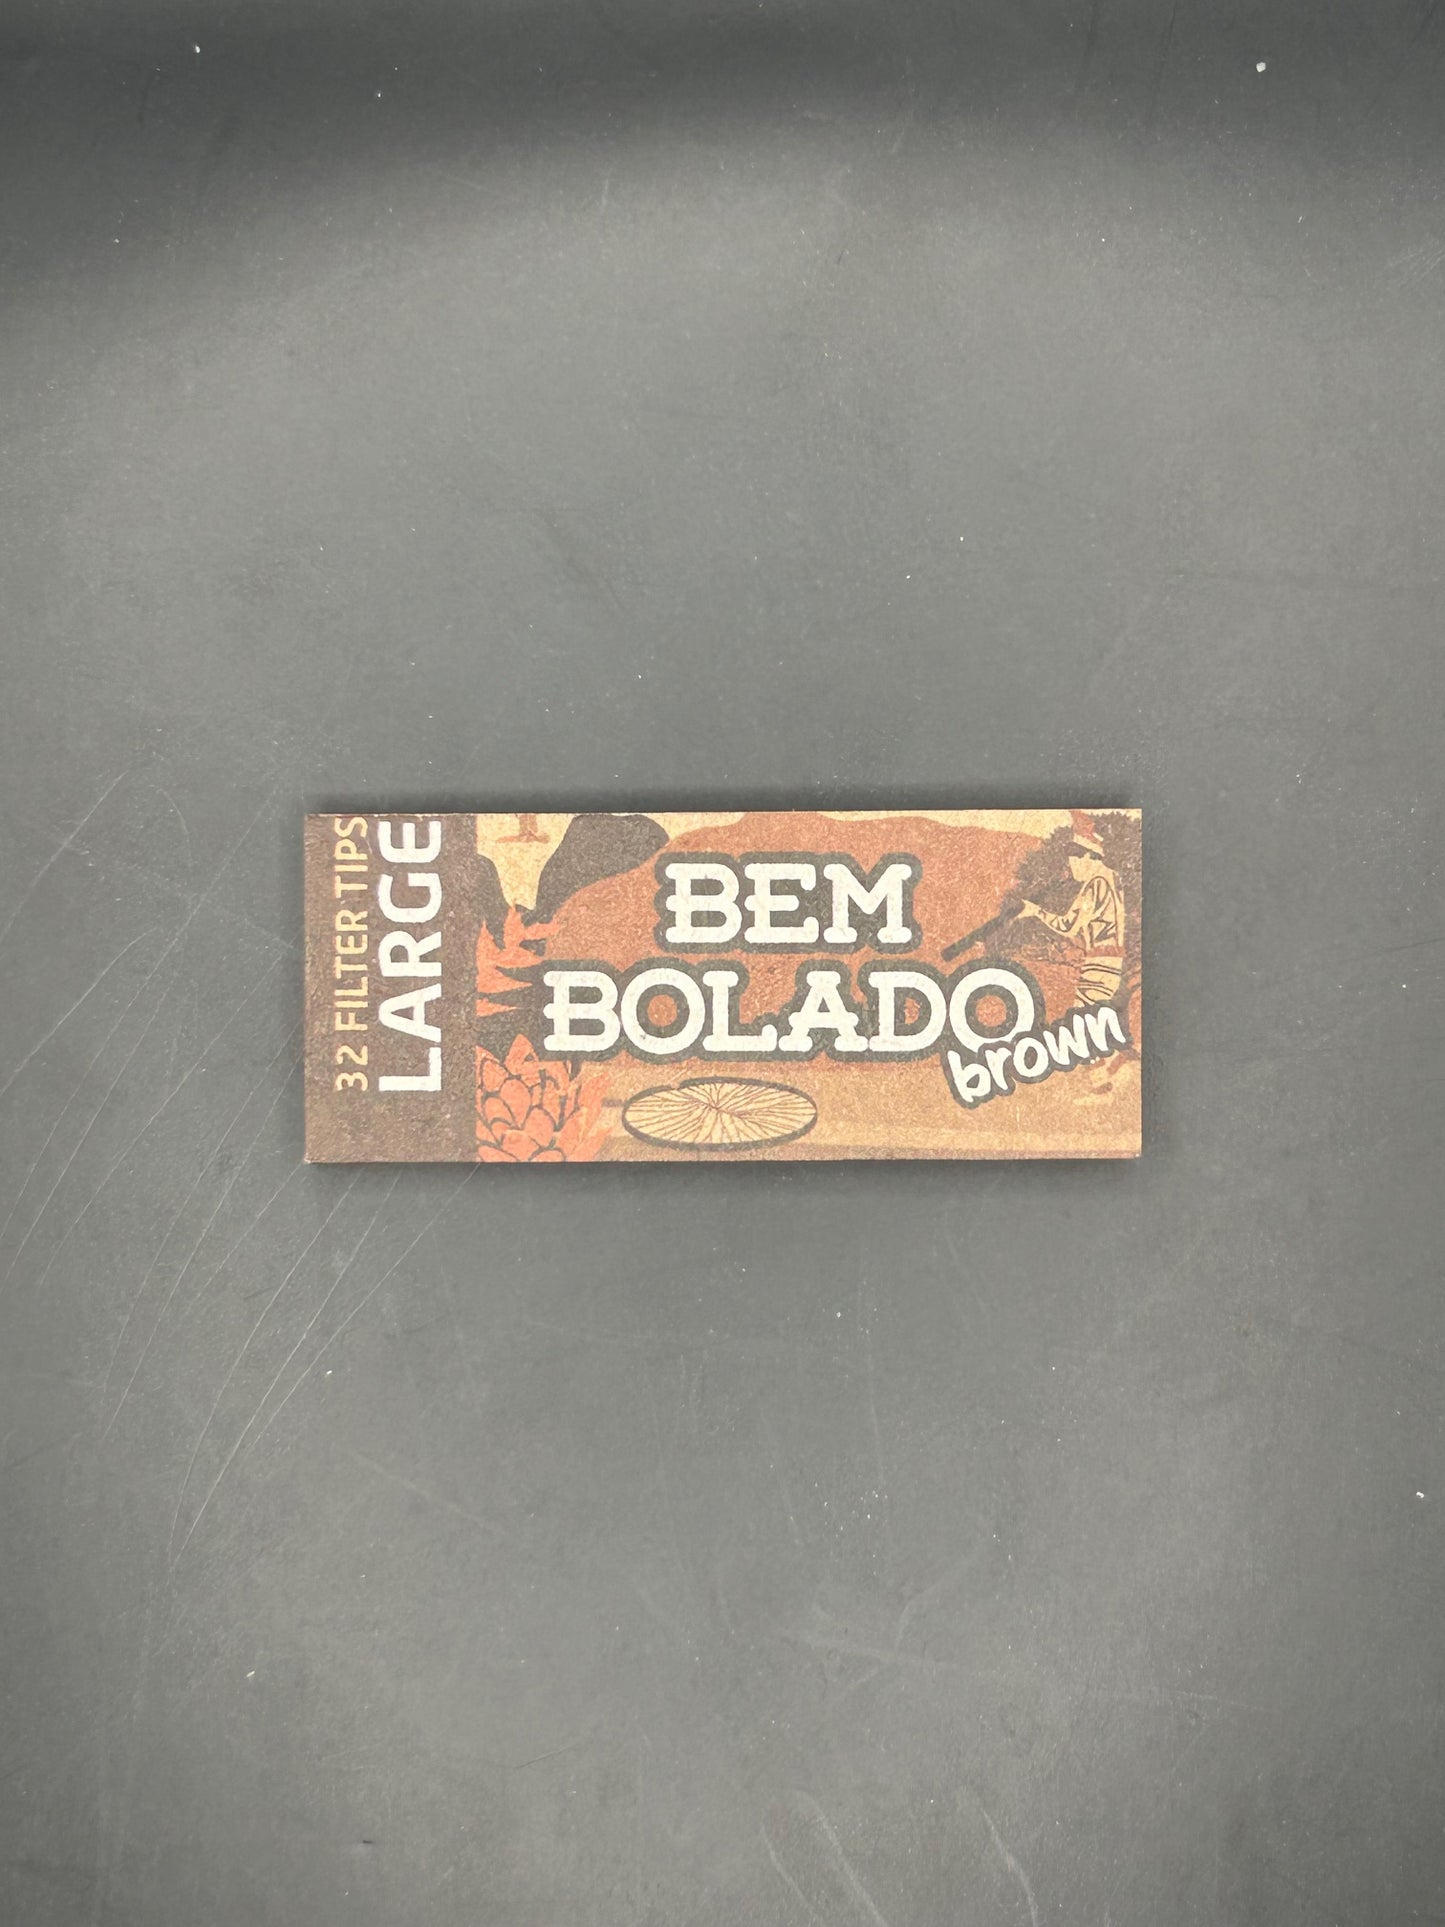 32 FILTER TIPS
LARGE
BEM
BOLADO
brown